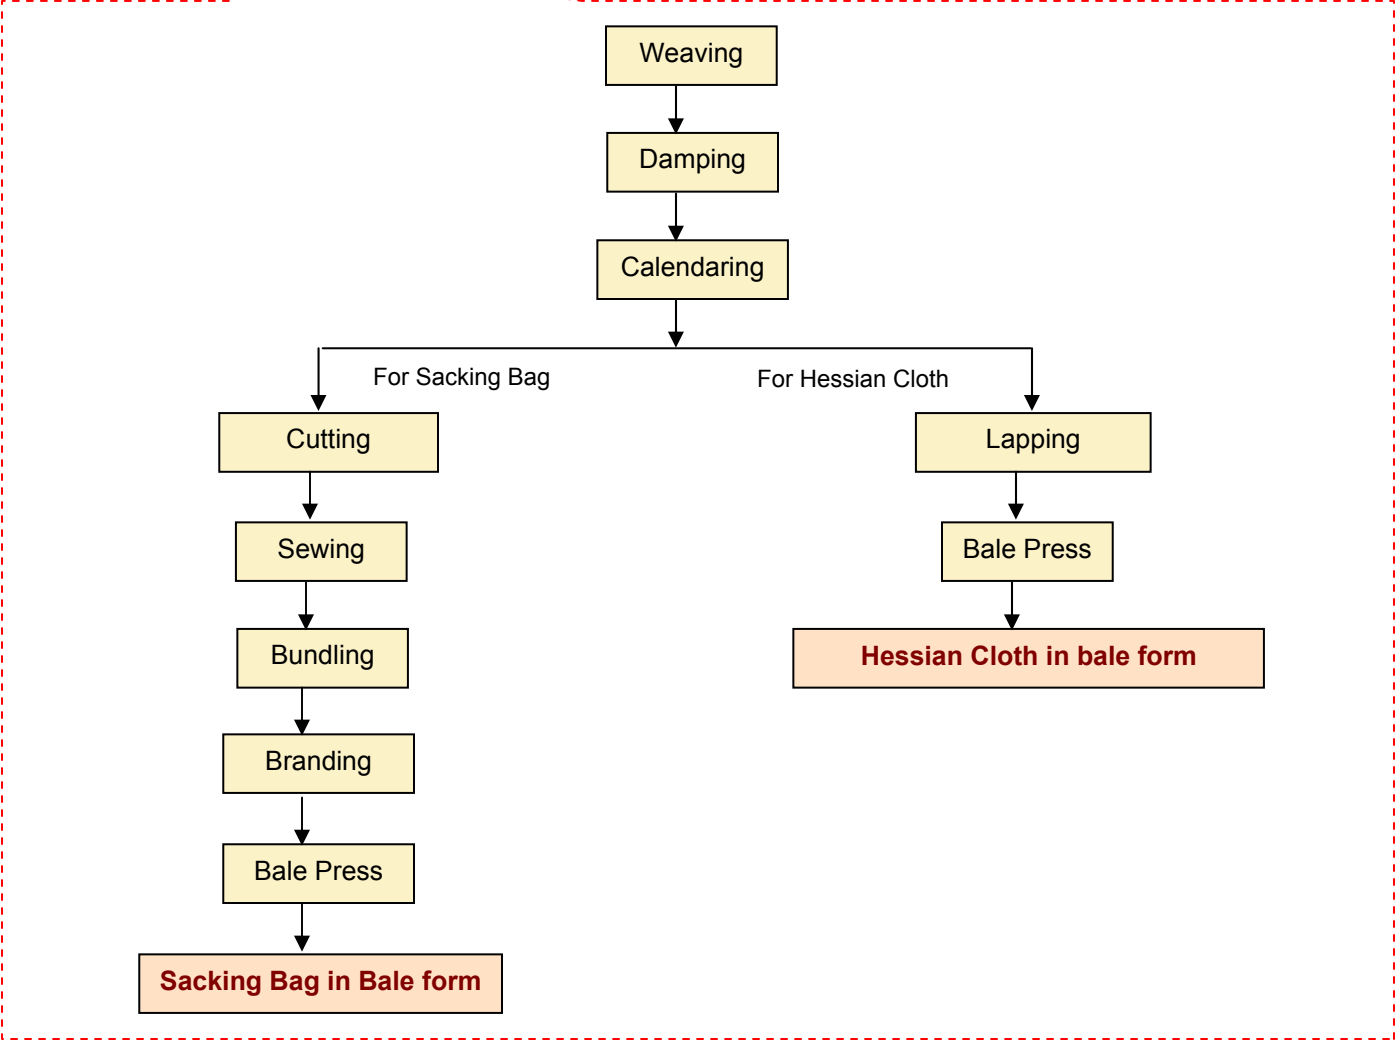 Weaving
Damping
Calendaring
For Sacking Bag
For Hessian Cloth
Cutting
Lapping
Sewing
Bale Press
Bundling
Hessian Cloth in bale form
Branding
Bale Press
Sacking Bag in Bale form